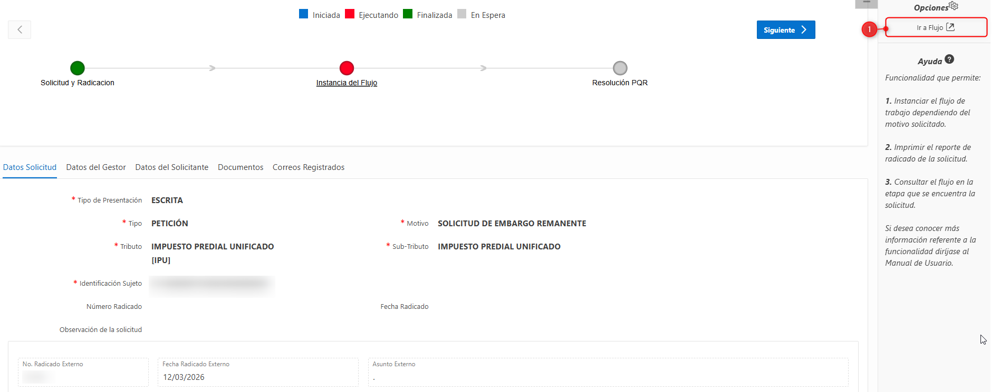 Iniciada Ejecutando Finalizada En Espera
Siguiente
Solicitud y Radicacion
Instancia del Flujo
Resolución PQR
Opciones
1
Ir a Flujo
Ayuda ?
Funcionalidad que permite:
1. Instanciar el flujo de
trabajo dependiendo del
motivo solicitado.
2. Imprimir el reporte de
radicado de la solicitud.
3. Consultar el flujo en la
etapa que se encuentra la
solicitud.
Si desea conocer más
información referente a la
funcionalidad diríjase al
Manual de Usuario.
Datos Solicitud Datos del Gestor Datos del Solicitante Documentos Correos Registrados
* Tipo de Presentación ESCRITA
* Tipo PETICIÓN * Motivo SOLICITUD DE EMBARGO REMANENTE
* Tributo IMPUESTO PREDIAL UNIFICADO
[IPU]
* Sub-Tributo IMPUESTO PREDIAL UNIFICADO
* Identificación Sujeto
Número Radicado Fecha Radicado
Observación de la solicitud
No. Radicado Externo
Fecha Radicado Externo
12/03/2026
Asunto Externo
.